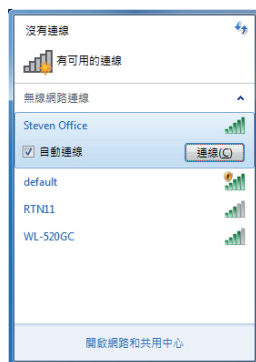 沒有連線
有可用的連線
無線網路連線
Steven Office
自動連線
連線(C)
default
RTN11
WL-520GC
開啟網路和共用中心